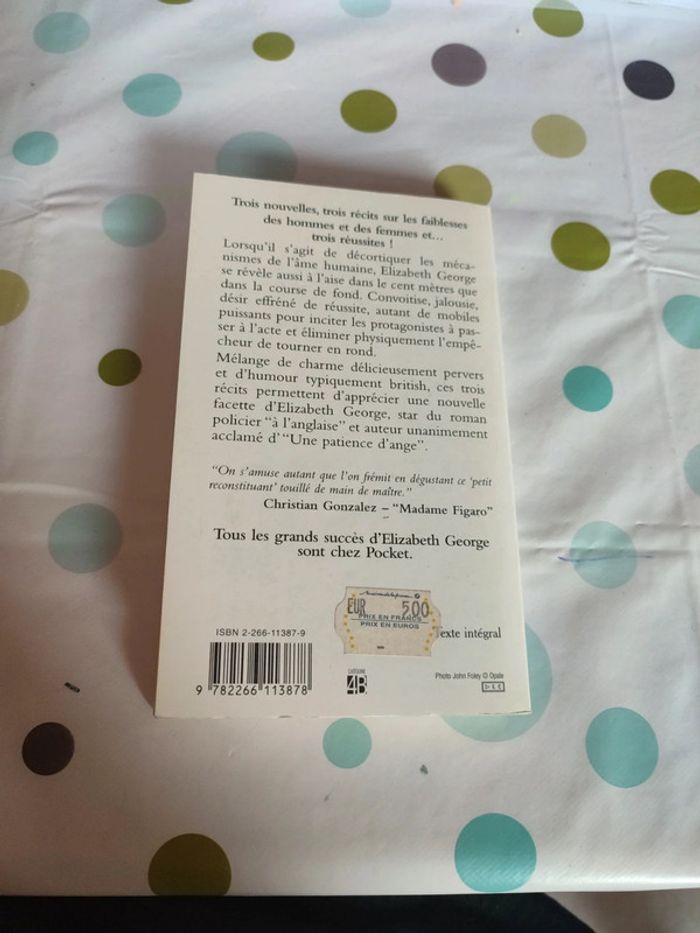 Trois nouvelles, trois récits sur les faiblesses
des hommes et des femmes et...
trois réussites !
Lorsqu'il s'agit de décortiquer les méca-
nismes de l'âme humaine, Elizabeth George
se révèle aussi à l'aise dans le cent mètres que
dans la course de fond. Convoitise, jalousie,
désir effréné de réussite, autant de mobiles
puissants pour inciter les protagonistes à pas-
ser à l'acte et éliminer physiquement l'empê-
cheur de tourner en rond.
Mélange de charme délicieusement pervers
et d'humour typiquement british, ces trois
récits permettent d'apprécier une nouvelle
facette d'Elizabeth George, star du roman
policier "à l'anglaise" et auteur unanimement
acclamé d'"Une patience d'ange".
"On s'amuse autant que l'on frémit en dégustant ce 'petit
reconstituant' touillé de main de maître."
Christian Gonzalez – "Madame Figaro"
Tous les grands succès d'Elizabeth George
sont chez Pocket.
EUR 5.00
PRIX EN FRANCS
PRIX EN EUROS
Texte intégral
ISBN 2-266-11387-9
9 782266 113878
CATÉGORIE
4B
Photo John Foley © Opale